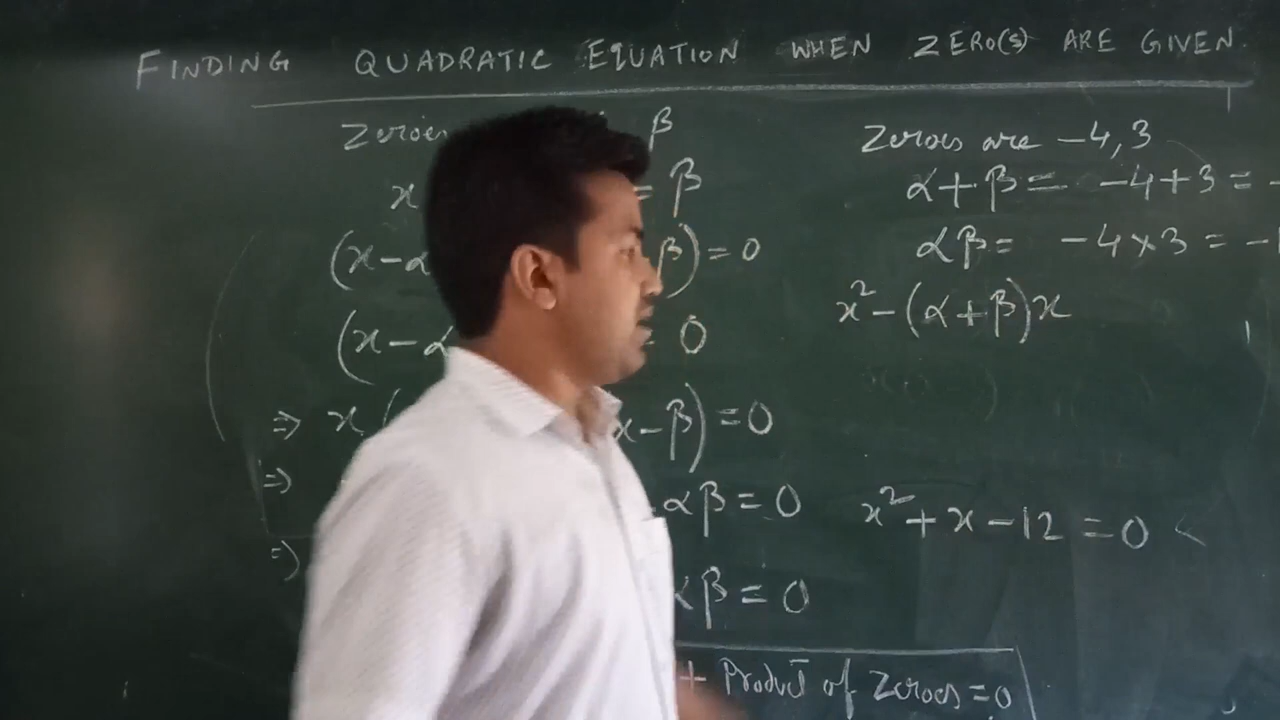 FINDING QUADRATIC EQUATION WHEN ZERO(S) ARE GIVEN
Zeroes β
x = β
(x-α β) = 0
(x-α 0
⇒ x ( x-β) = 0
⇒ αβ = 0
⇒ αβ = 0
+ Product of Zeroes = 0
Zeroes are -4, 3
α+β = -4+3 = -
αβ = -4×3 = -
x²-(α+β)x
x²+x-12 = 0